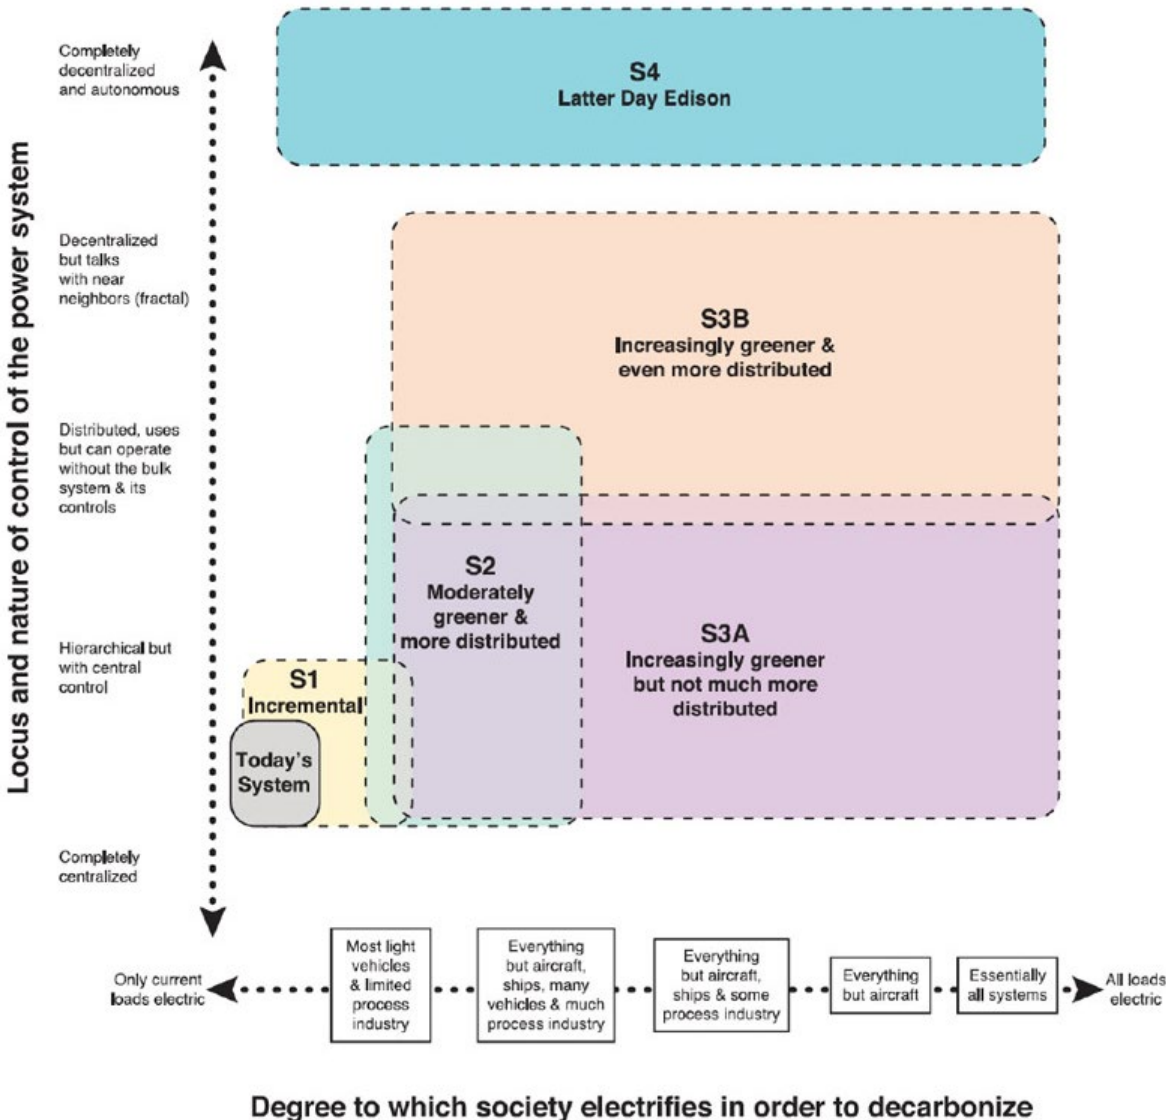 Locus and nature of control of the power system
Completely
decentralized
and autonomous
Decentralized
but talks
with near
neighbors (fractal)
Distributed, uses
but can operate
without the bulk
system & its
controls
Hierarchical but
with central
control
Completely
centralized
S4
Latter Day Edison
S3B
Increasingly greener &
even more distributed
S2
Moderately
greener &
more distributed
S3A
Increasingly greener
but not much more
distributed
S1
Incremental
Today's
System
Only current
loads electric
Most light
vehicles
& limited
process
industry
Everything
but aircraft,
ships, many
vehicles & much
process industry
Everything
but aircraft,
ships & some
process industry
Everything
but aircraft
Essentially
all systems
All loads
electric
Degree to which society electrifies in order to decarbonize